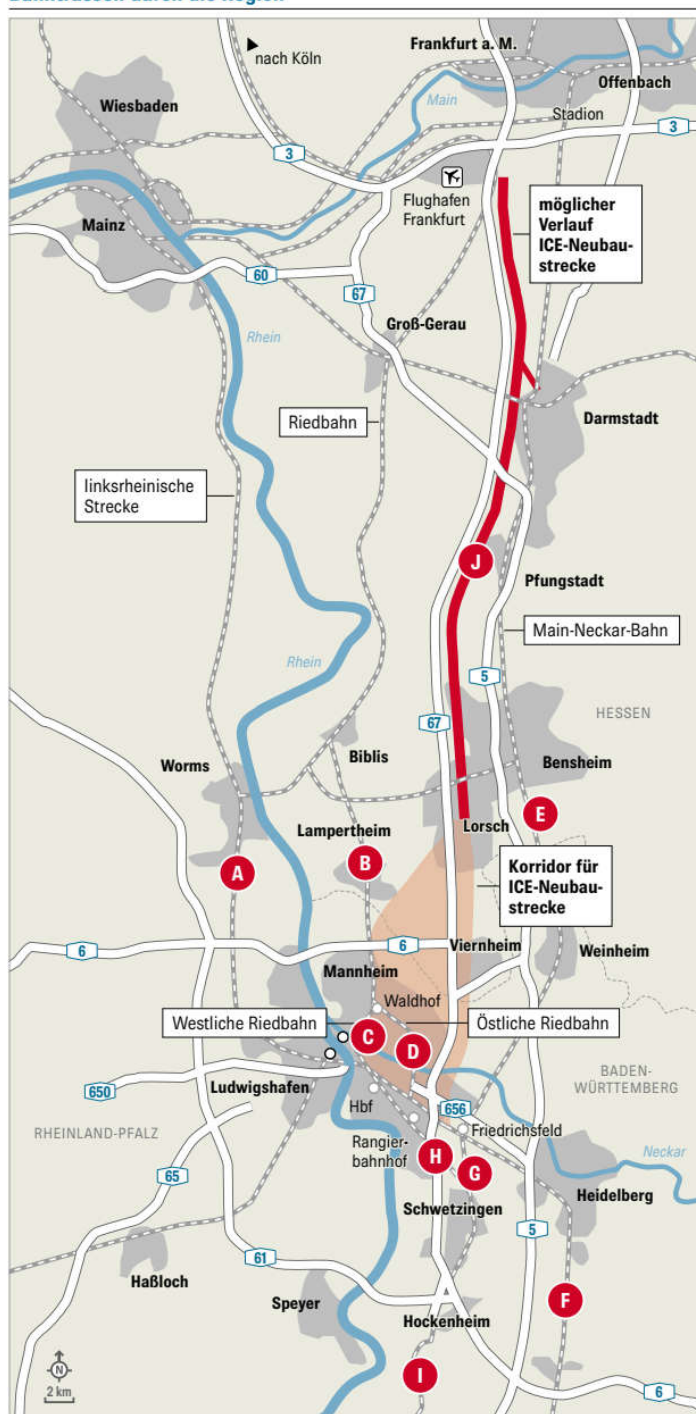 nach Köln
Frankfurt a. M.
Offenbach
Wiesbaden
Main
Stadion
3
3
Flughafen
Frankfurt
möglicher
Verlauf
ICE-Neubau-
strecke
Mainz
60
67
Rhein
Groß-Gerau
Riedbahn
Darmstadt
linksrheinische
Strecke
J
Pfungstadt
Rhein
Main-Neckar-Bahn
5
67
HESSEN
Worms
Biblis
Bensheim
Lampertheim
Lorsch
E
A
B
Korridor für
ICE-Neubau-
strecke
6
6
Viernheim
Weinheim
Mannheim
Waldhof
Westliche Riedbahn
Östliche Riedbahn
C
D
650
Ludwigshafen
BADEN-
WÜRTTEMBERG
Hbf
656
RHEINLAND-PFALZ
Friedrichsfeld
Rangier-
bahnhof
Neckar
H
G
65
Heidelberg
Schwetzingen
5
61
Haßloch
Speyer
F
Hockenheim
N
2 km
I
6